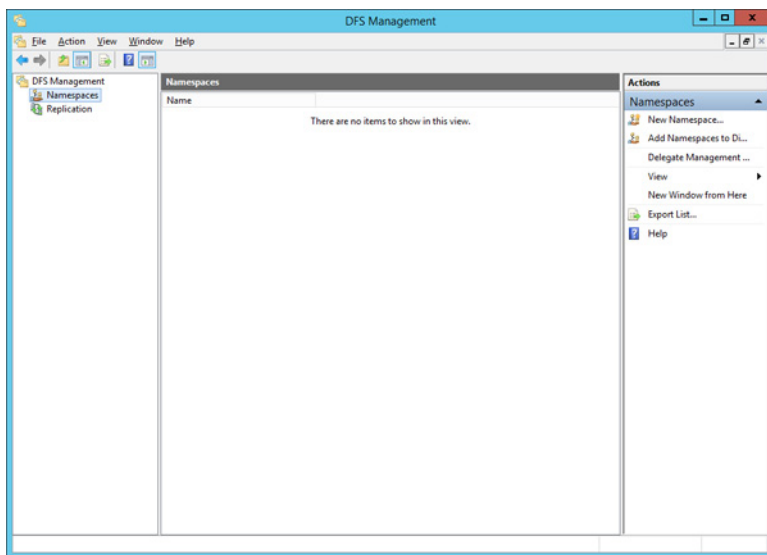 DFS Management
File Action View Window Help
DFS Management
Namespaces
Replication
Namespaces
Name
There are no items to show in this view.
Actions
Namespaces
New Namespace...
Add Namespaces to Di...
Delegate Management ...
View
New Window from Here
Export List...
Help